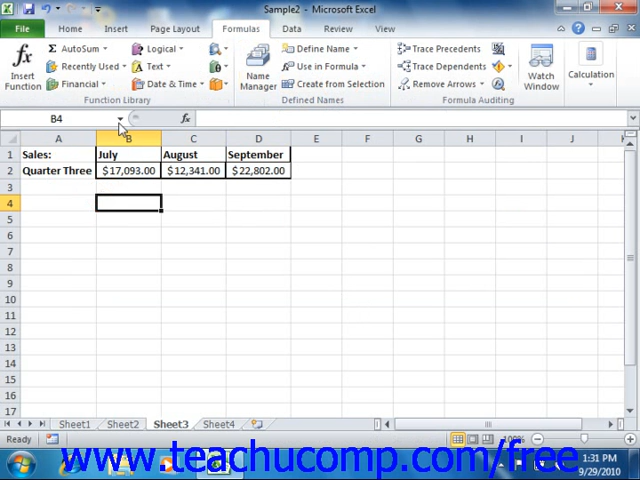 Sample2 - Microsoft Excel
File Home Insert Page Layout Formulas Data Review View
fx Σ AutoSum Logical Define Name Trace Precedents
Insert Function Recently Used Text Name Manager Use in Formula Trace Dependents Watch Window Calculation
Financial Date & Time Create from Selection Remove Arrows
Function Library Defined Names Formula Auditing
B4 fx
A B C D E F G H I J
1 Sales: July August September
2 Quarter Three $17,093.00 $12,341.00 $22,802.00
3
4
5
6
7
8
9
10
11
12
13
14
15
16
17
Sheet1 Sheet2 Sheet3 Sheet4
Ready 100%
www.teachucomp.com/free
1:31 PM
9/29/2010